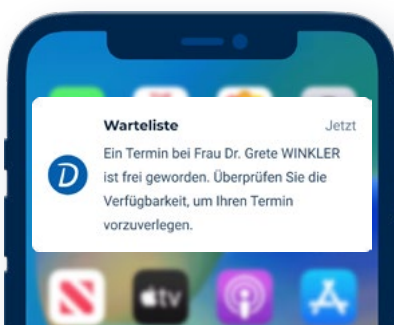 Warteliste Jetzt
Ein Termin bei Frau Dr. Grete WINKLER
ist frei geworden. Überprüfen Sie die
Verfügbarkeit, um Ihren Termin
vorzuverlegen.
D
N
tv